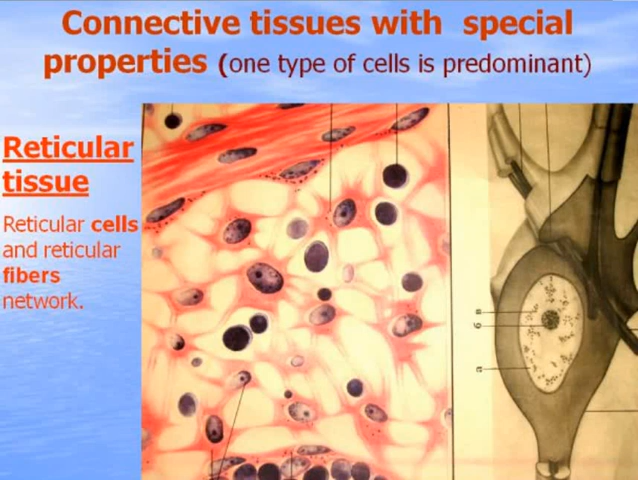 Connective tissues with special
properties (one type of cells is predominant)
Reticular
tissue
Reticular cells
and reticular
fibers
network.